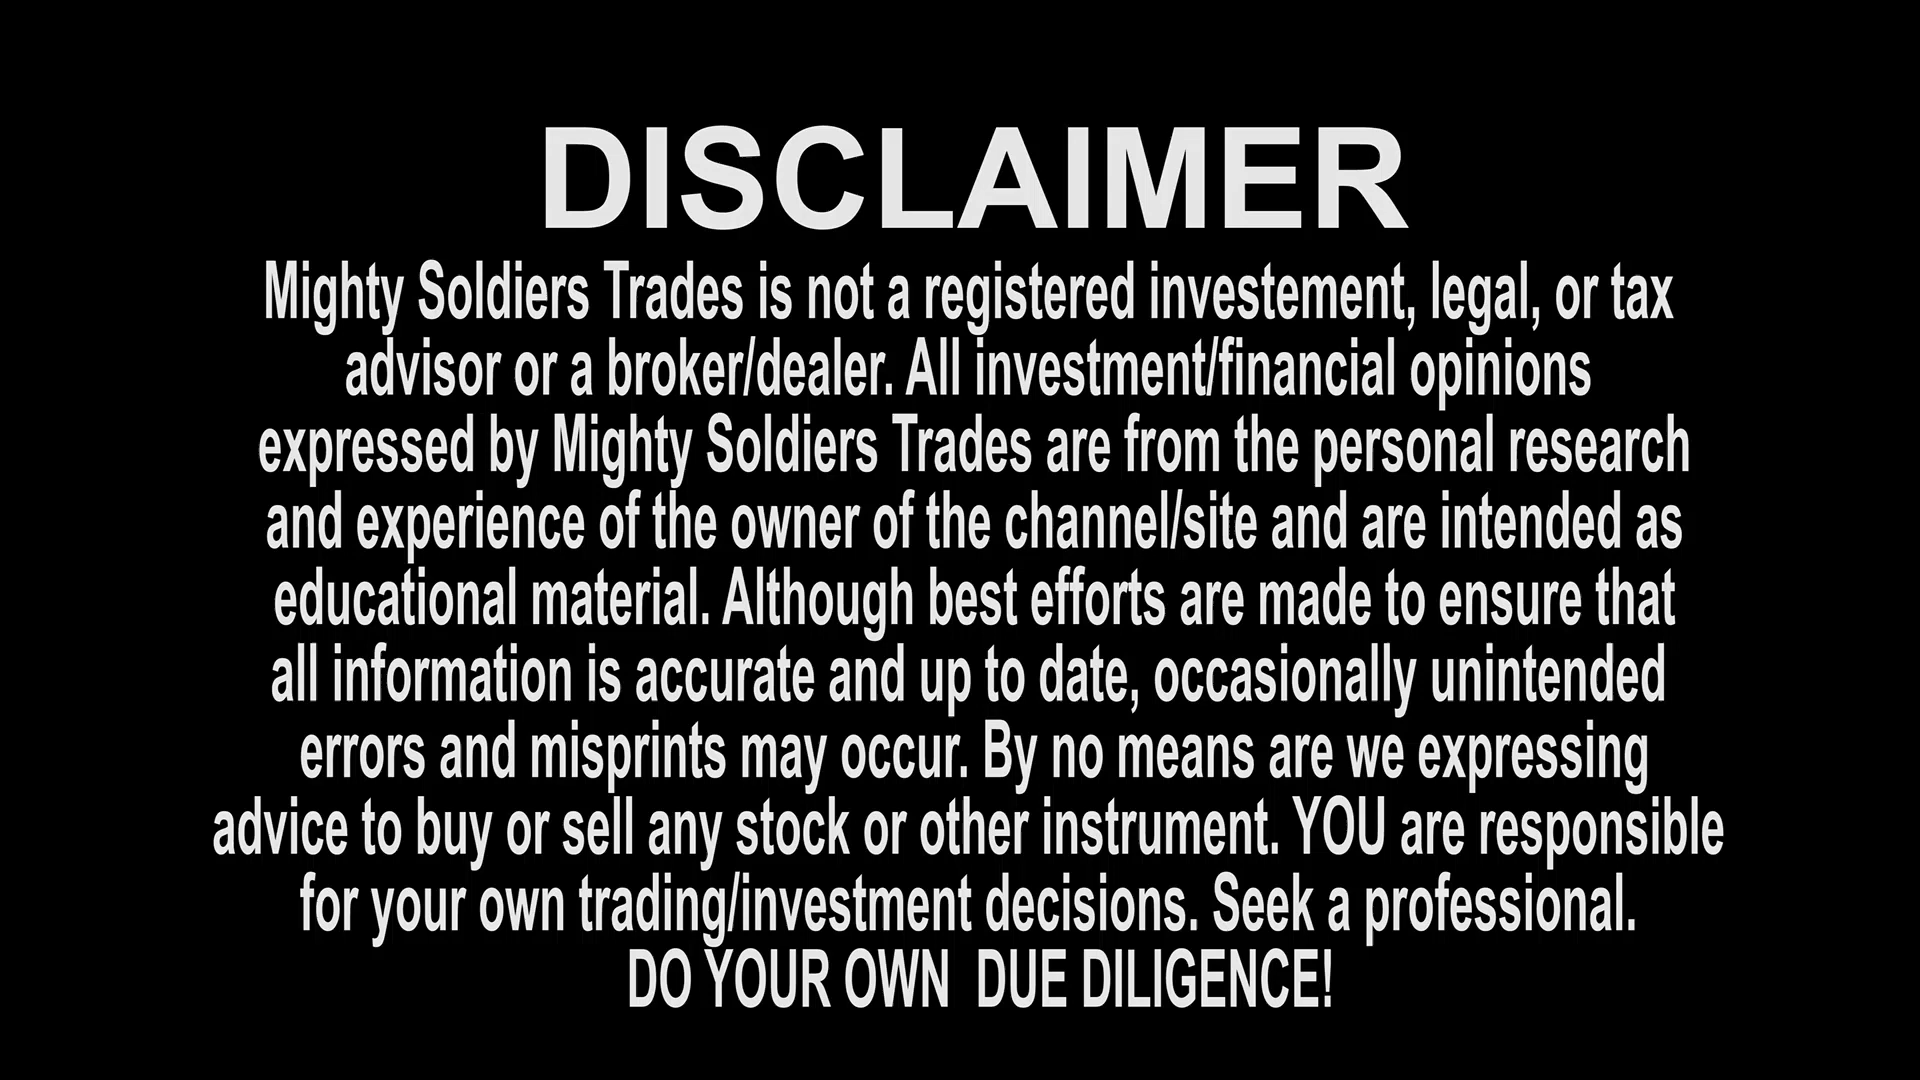 DISCLAIMER
Mighty Soldiers Trades is not a registered investement, legal, or tax
advisor or a broker/dealer. All investment/financial opinions
expressed by Mighty Soldiers Trades are from the personal research
and experience of the owner of the channel/site and are intended as
educational material. Although best efforts are made to ensure that
all information is accurate and up to date, occasionally unintended
errors and misprints may occur. By no means are we expressing
advice to buy or sell any stock or other instrument. YOU are responsible
for your own trading/investment decisions. Seek a professional.
DO YOUR OWN  DUE DILIGENCE!